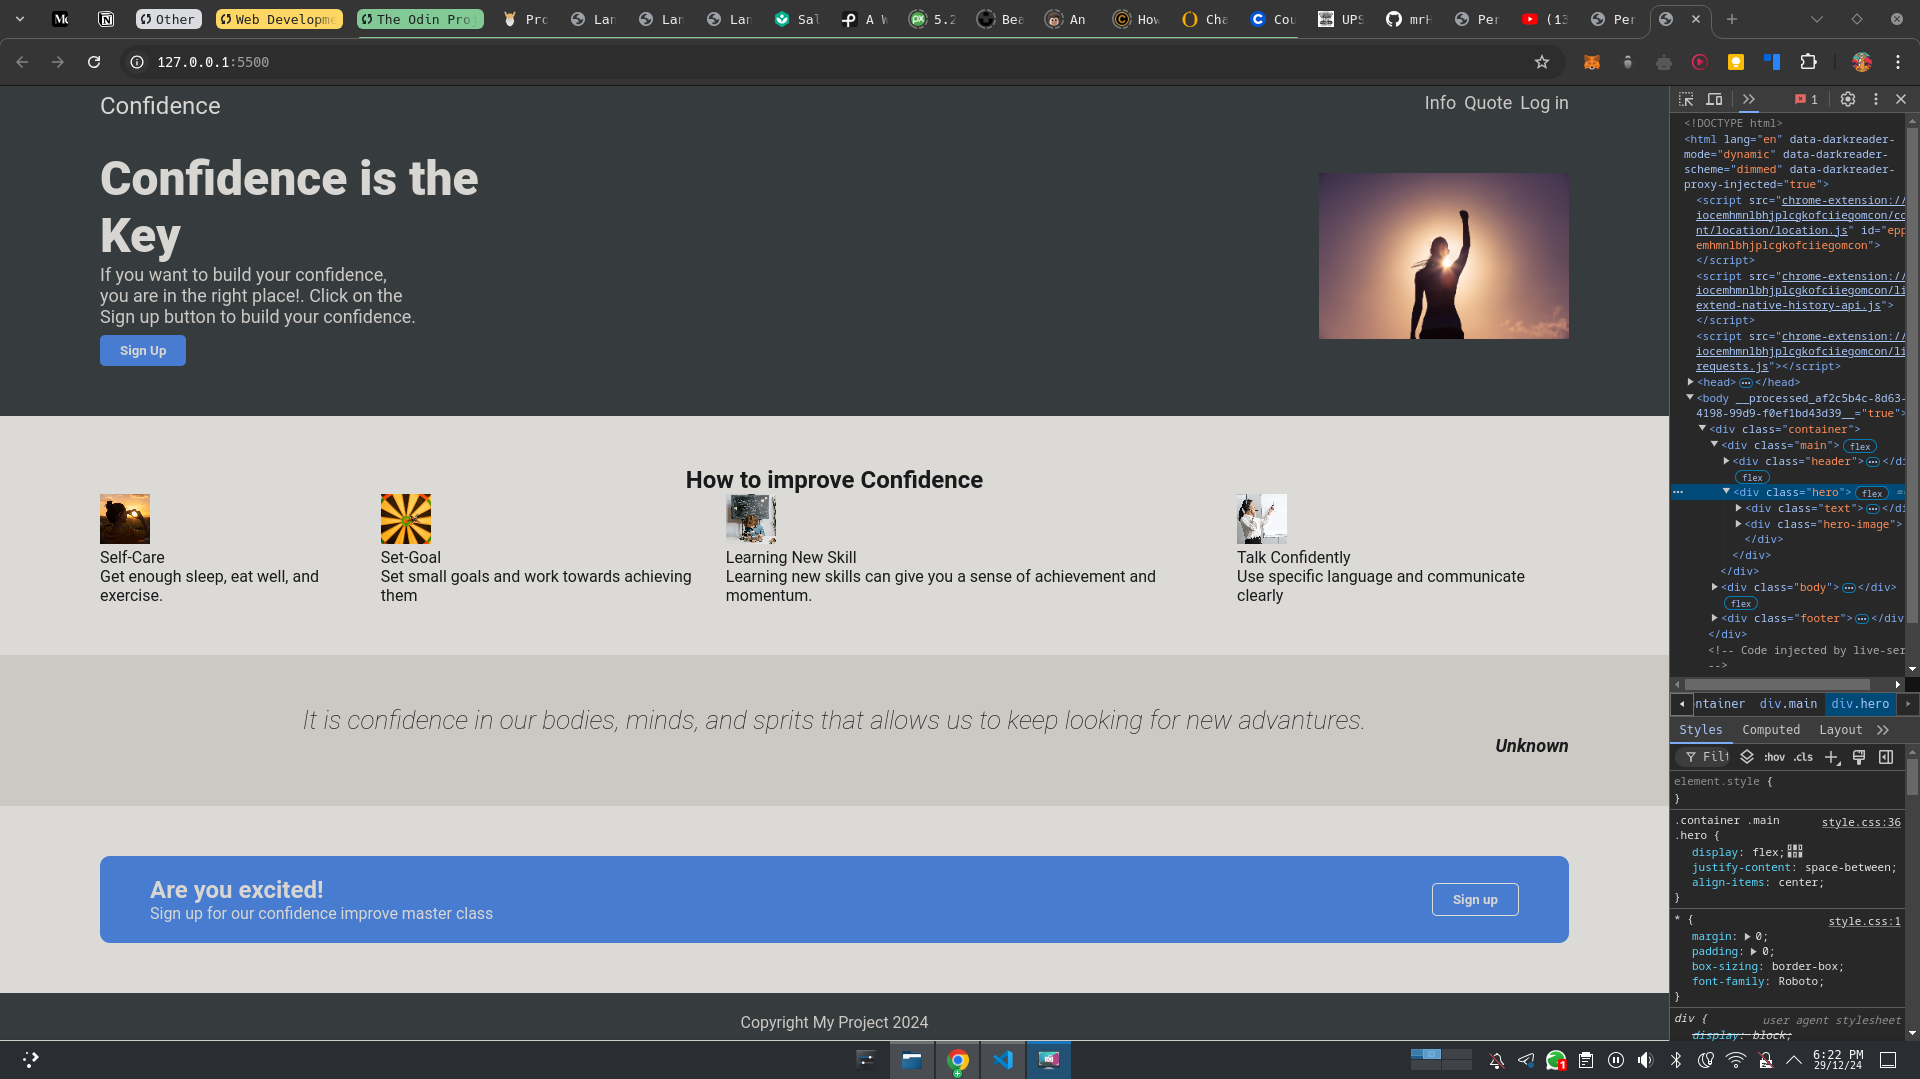 Other
Web Developme
The Odin Proj
Pro
Lan
Lan
Lan
Sal
A W
5.2
Bea
An
How
Cha
Cou
UPS
mrH
Per
(13
Per
127.0.0.1:5500
Confidence
Info Quote Log in
Confidence is the
Key
If you want to build your confidence,
you are in the right place!. Click on the
Sign up button to build your confidence.
Sign Up
How to improve Confidence
Self-Care
Get enough sleep, eat well, and
exercise.
Set-Goal
Set small goals and work towards achieving
them
Learning New Skill
Learning new skills can give you a sense of achievement and
momentum.
Talk Confidently
Use specific language and communicate
clearly
It is confidence in our bodies, minds, and sprits that allows us to keep looking for new advantures.
Unknown
Are you excited!
Sign up for our confidence improve master class
Sign up
Copyright My Project 2024
1
<!DOCTYPE html>
<html lang="en" data-darkreader-
mode="dynamic" data-darkreader-
scheme="dimmed" data-darkreader-
proxy-injected="true">
<script src="chrome-extension://
iocemhmnlbhjplcgkofciiegomcon/co
nt/location/location.js" id="epp
emhmnlbhjplcgkofciiegomcon">
</script>
<script src="chrome-extension://
iocemhmnlbhjplcgkofciiegomcon/li
extend-native-history-api.js">
</script>
<script src="chrome-extension://
iocemhmnlbhjplcgkofciiegomcon/li
requests.js"></script>
<head> </head>
<body __processed_af2c5b4c-8d63-
4198-99d9-f0ef1bd43d39__="true">
<div class="container">
<div class="main"> flex
<div class="header"> </di
flex
<div class="hero"> flex
<div class="text"> </di
<div class="hero-image">
</div>
</div>
</div>
<div class="body"> </div>
flex
<div class="footer"> </div
</div>
<!-- Code injected by live-ser
-->
ntainer div.main div.hero
Styles Computed Layout
Filt :hov .cls
element.style {
}
.container .main style.css:36
.hero {
display: flex;
justify-content: space-between;
align-items: center;
}
* { style.css:1
margin: 0;
padding: 0;
box-sizing: border-box;
font-family: Roboto;
}
div { user agent stylesheet
display: block;
1
6:22 PM
29/12/24